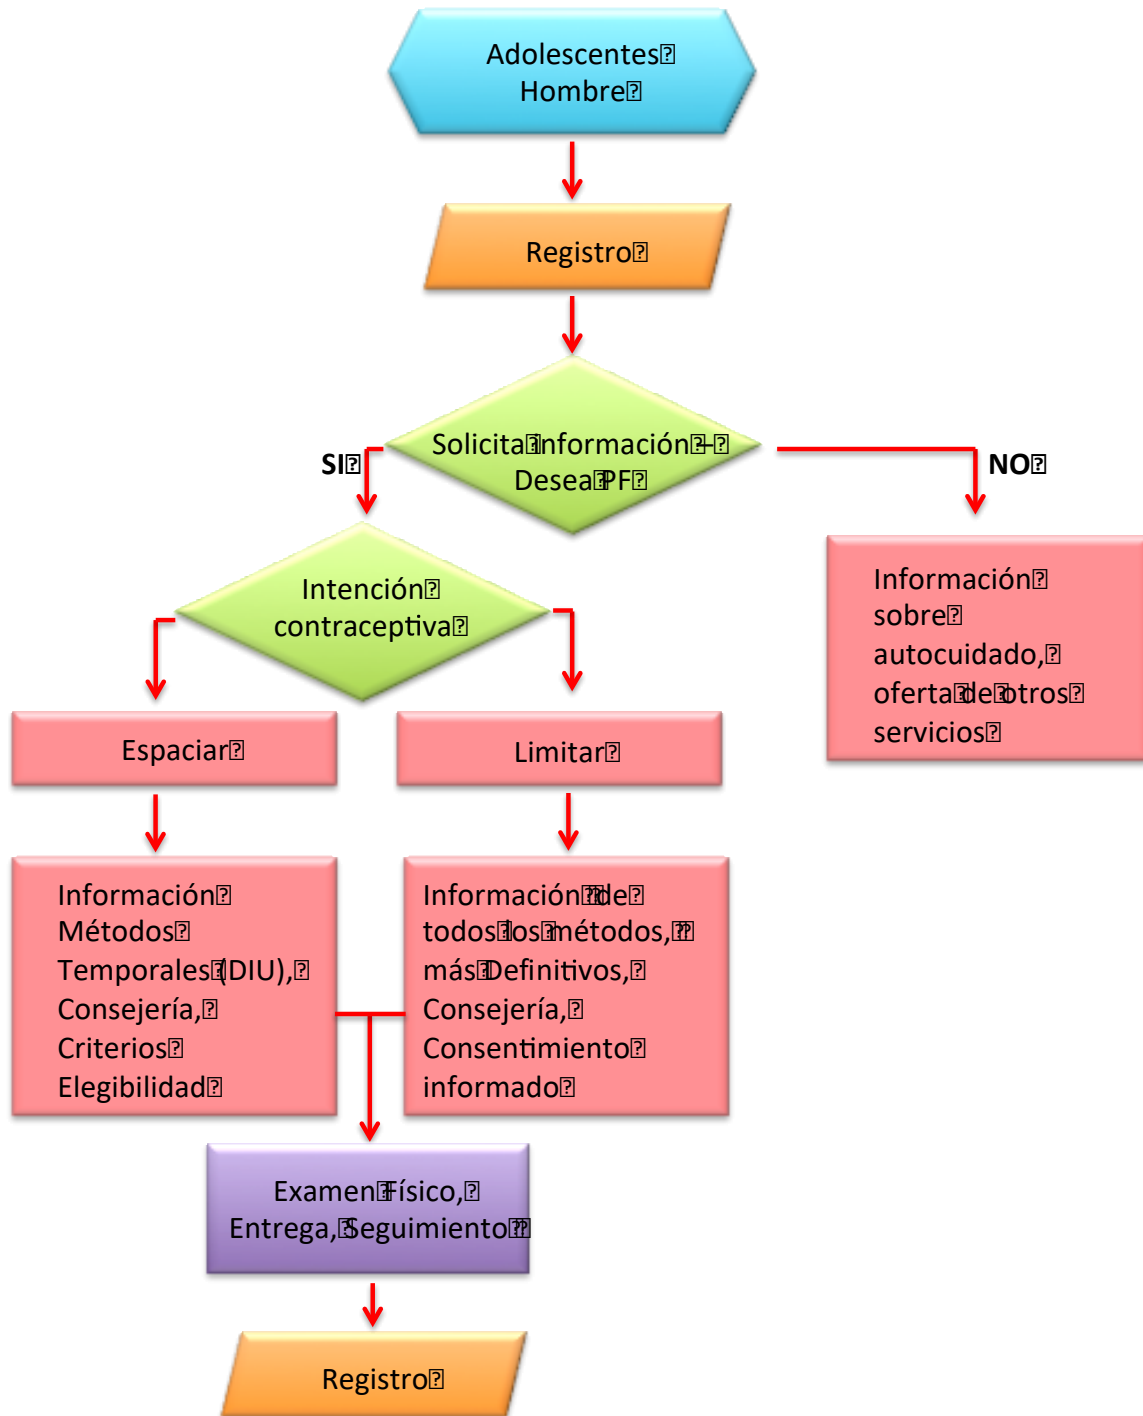 Adolescentes
Hombre
Registro
Solicita información –
Desea PF
SI
NO
Intención
contraceptiva
Información
sobre
autocuidado,
oferta de otros
servicios
Espaciar
Limitar
Información
Métodos
Temporales (DIU),
Consejería,
Criterios
Elegibilidad
Información de
todos los métodos,
más Definitivos,
Consejería,
Consentimiento
informado
Examen Físico,
Entrega, Seguimiento
Registro